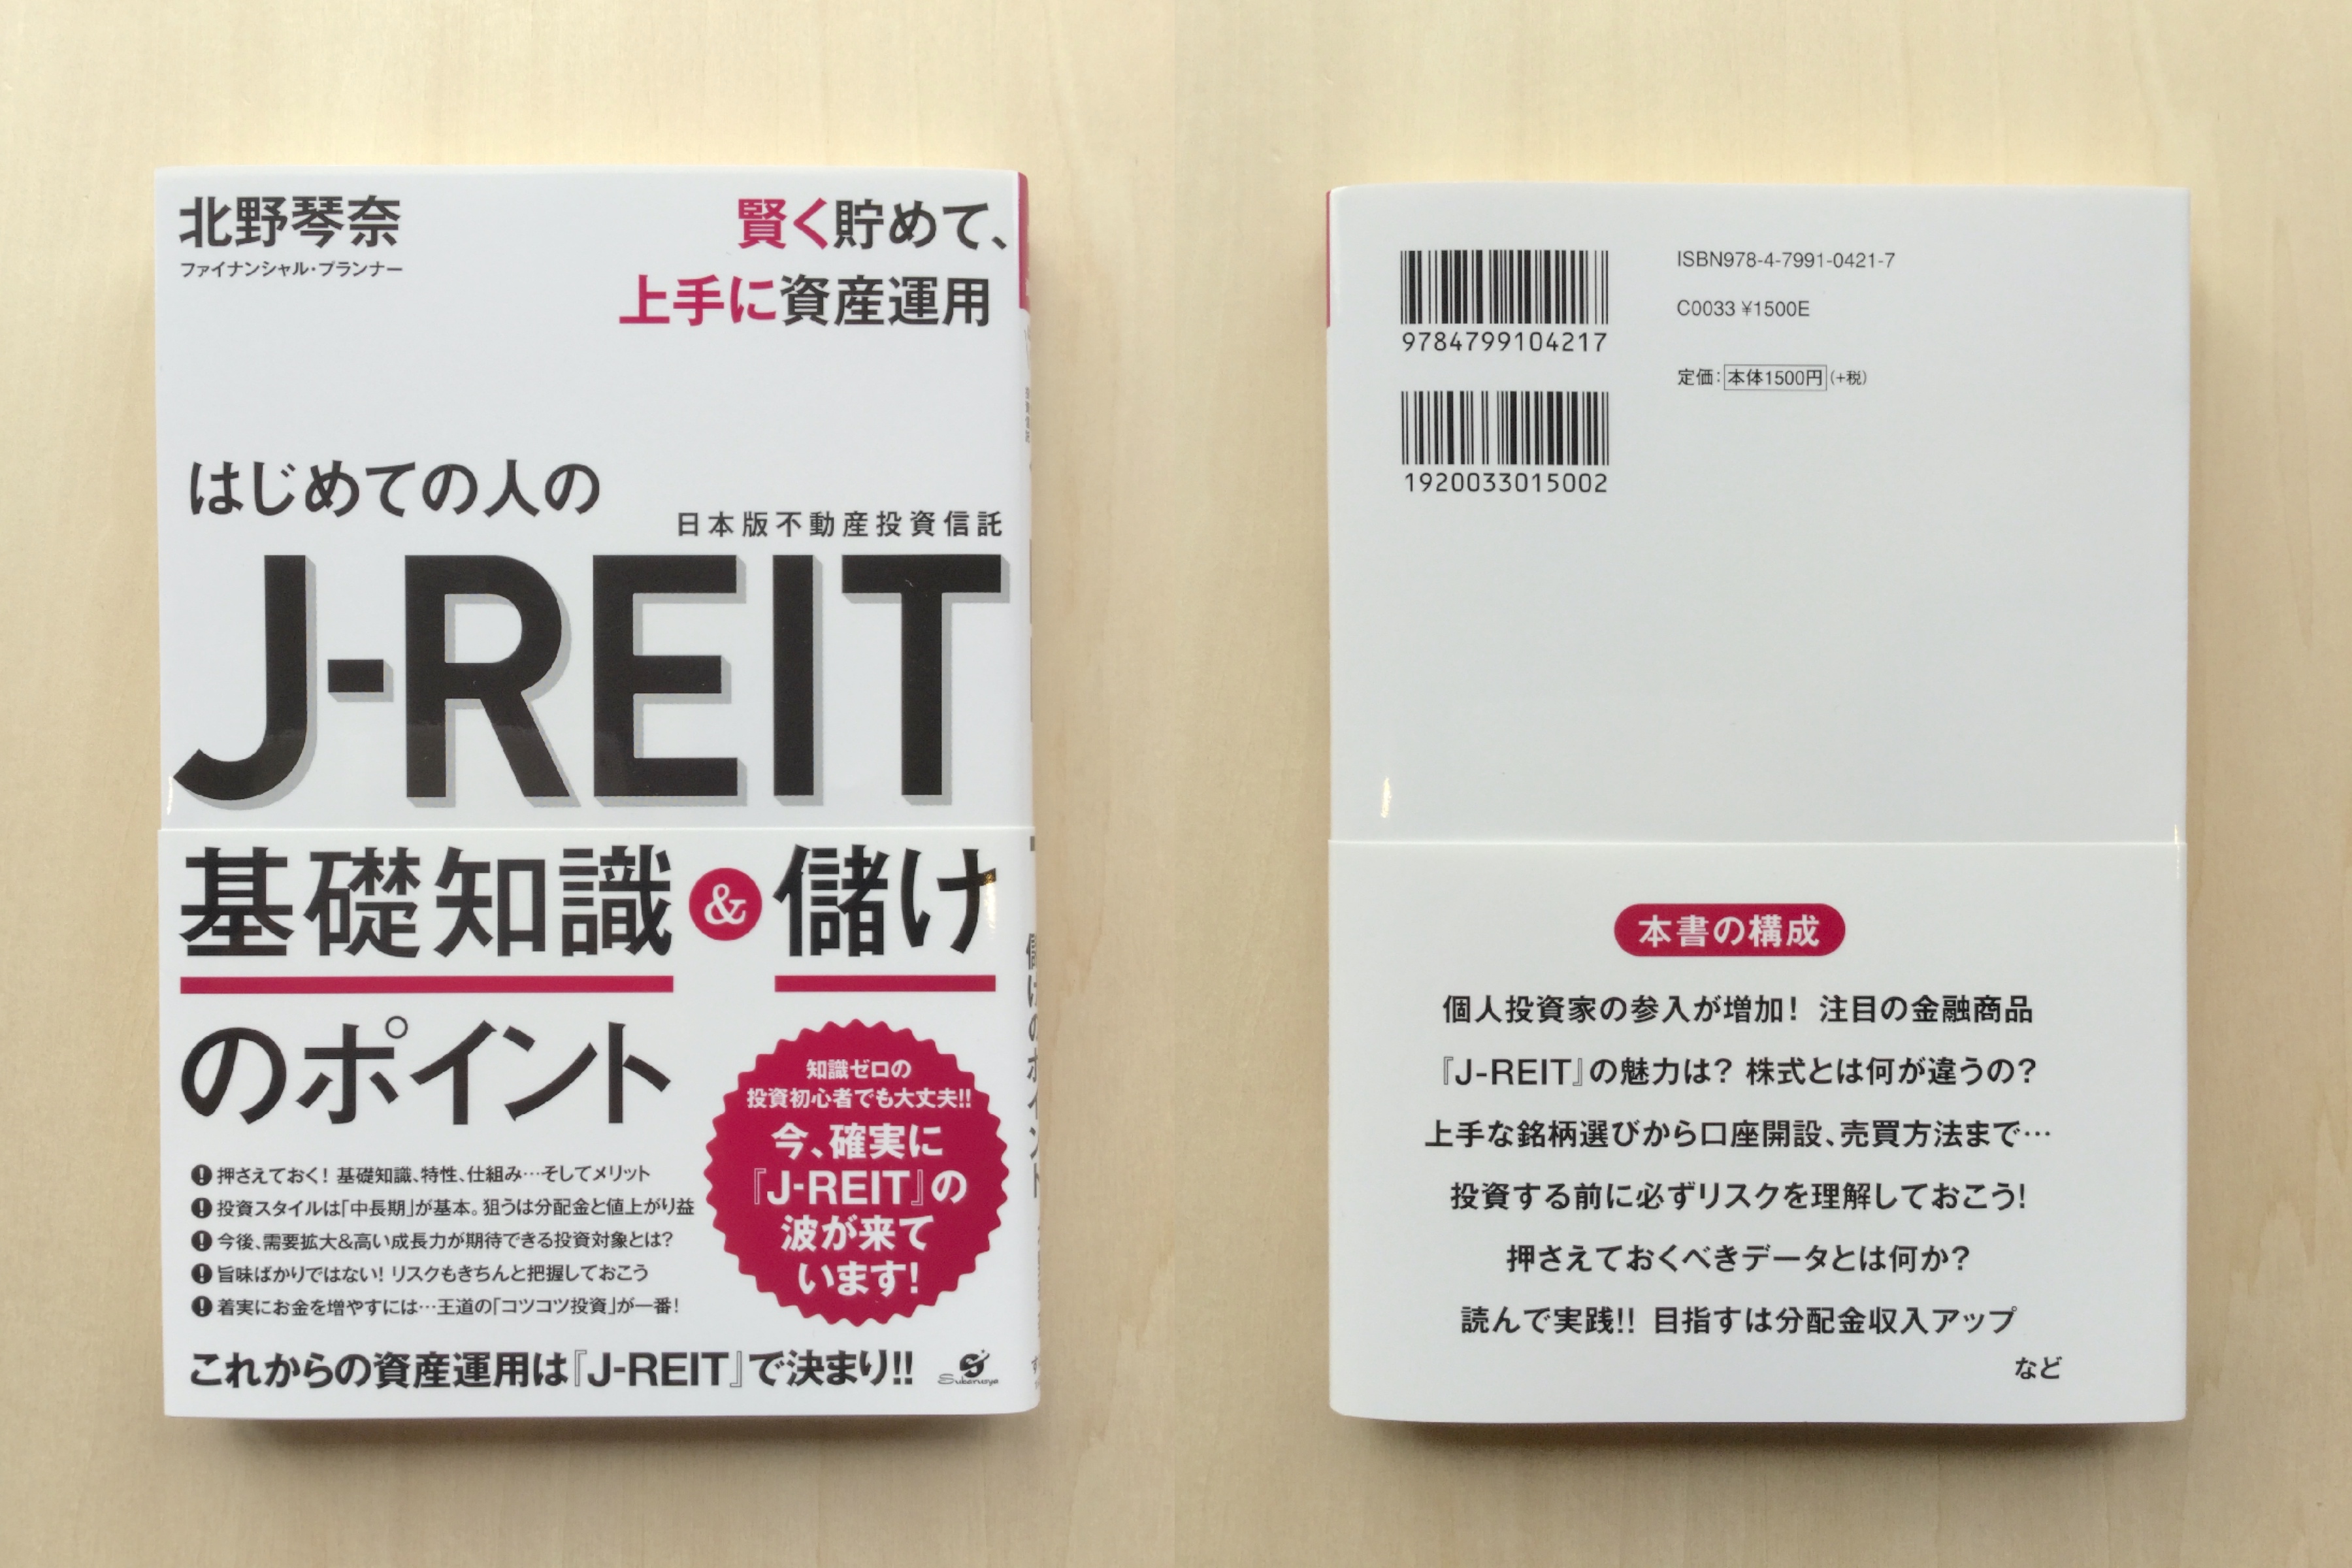 北野琴奈
ファイナンシャル・プランナー
賢く貯めて、
上手に資産運用
はじめての人の
日本版不動産投資信託
J-REIT
基礎知識&儲け
のポイント
知識ゼロの
投資初心者でも大丈夫!!
今、確実に
『J-REIT』の
波が来て
います!
押さえておく! 基礎知識、特性、仕組み…そしてメリット
投資スタイルは「中長期」が基本。狙うは分配金と値上がり益
今後、需要拡大&高い成長力が期待できる投資対象とは?
旨味ばかりではない! リスクもきちんと把握しておこう
着実にお金を増やすには…王道の「コツコツ投資」が一番!
これからの資産運用は『J-REIT』で決まり!!
Subarusya
儲けのポイント
9784799104217
1920033015002
ISBN978-4-7991-0421-7
C0033 ¥1500E
定価:本体1500円(+税)
本書の構成
個人投資家の参入が増加! 注目の金融商品
『J-REIT』の魅力は? 株式とは何が違うの?
上手な銘柄選びから口座開設、売買方法まで…
投資する前に必ずリスクを理解しておこう!
押さえておくべきデータとは何か?
読んで実践!! 目指すは分配金収入アップ
など